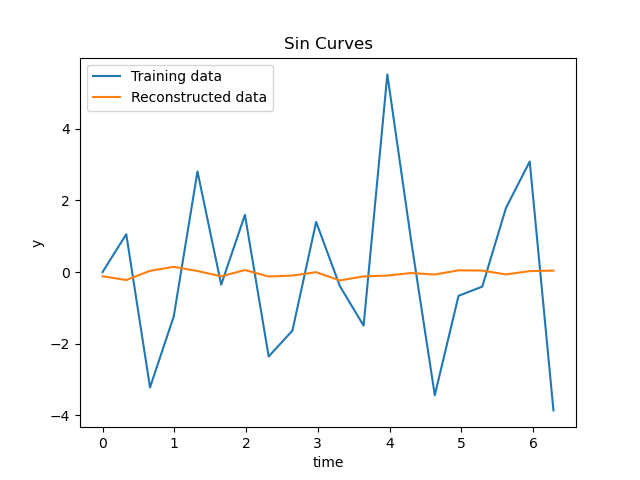 Sin Curves
Training data
Reconstructed data
4
2
0
−2
−4
y
0 1 2 3 4 5 6
time